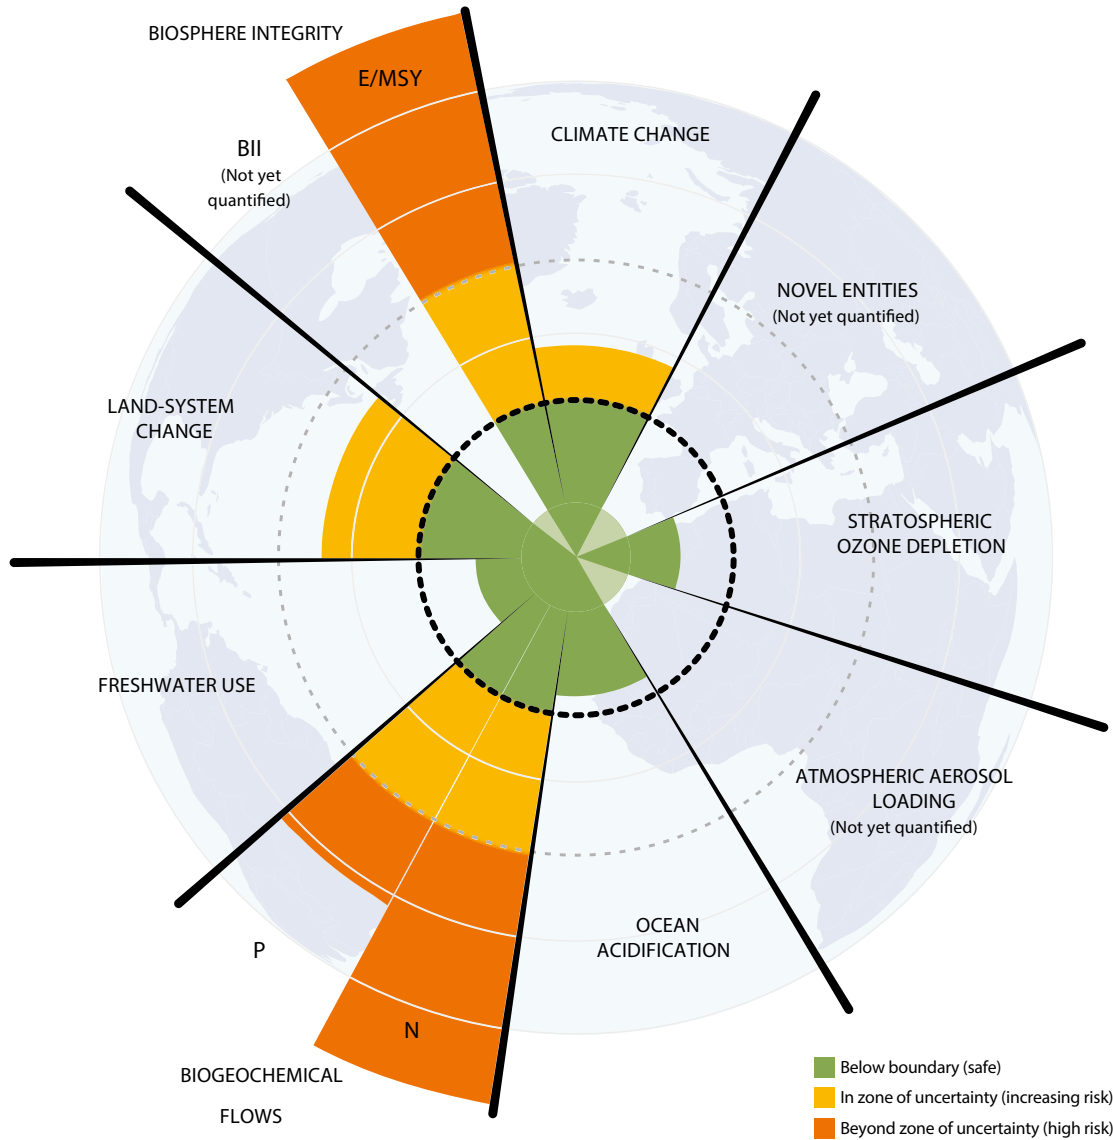 BIOSPHERE INTEGRITY
E/MSY
BII
(Not yet
quantified)
CLIMATE CHANGE
NOVEL ENTITIES
(Not yet quantified)
LAND-SYSTEM
CHANGE
STRATOSPHERIC
OZONE DEPLETION
FRESHWATER USE
ATMOSPHERIC AEROSOL
LOADING
(Not yet quantified)
OCEAN
ACIDIFICATION
P
N
BIOGEOCHEMICAL
FLOWS
Below boundary (safe)
In zone of uncertainty (increasing risk)
Beyond zone of uncertainty (high risk)